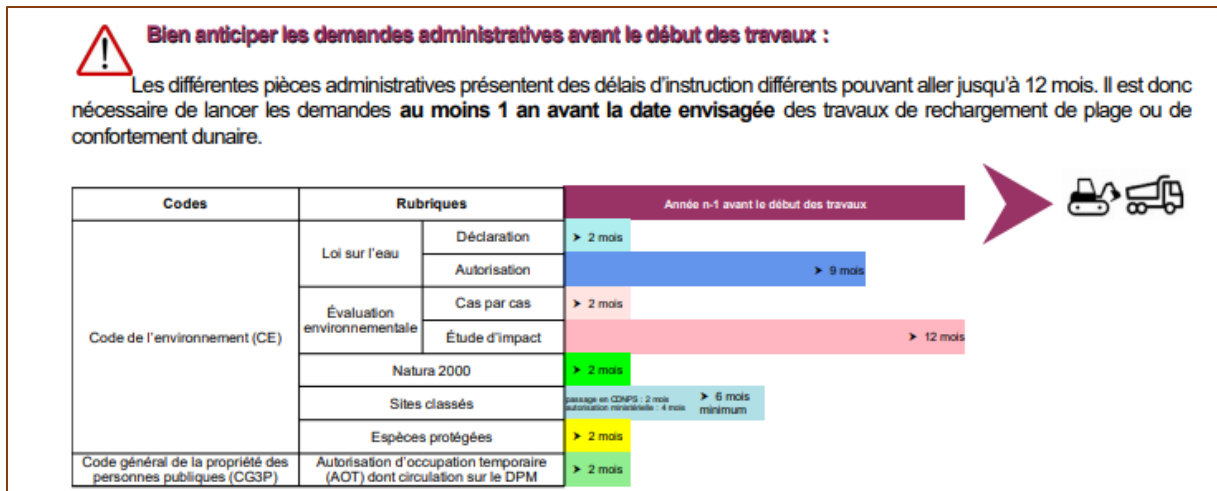 Bien anticiper les demandes administratives avant le début des travaux :
Les différentes pièces administratives présentent des délais d'instruction différents pouvant aller jusqu'à 12 mois. Il est donc
nécessaire de lancer les demandes au moins 1 an avant la date envisagée des travaux de rechargement de plage ou de
confortement dunaire.
Codes
Rubriques
Année n-1 avant le début des travaux
Code de l'environnement (CE)
Loi sur l'eau
Déclaration
➤ 2 mois
Autorisation
➤ 9 mois
Évaluation
environnementale
Cas par cas
➤ 2 mois
Étude d'impact
➤ 12 mois
Natura 2000
➤ 2 mois
Sites classés
passage en CDNPS : 2 mois
autorisation ministérielle : 4 mois
➤ 6 mois
minimum
Espèces protégées
➤ 2 mois
Code général de la propriété des
personnes publiques (CG3P)
Autorisation d'occupation temporaire
(AOT) dont circulation sur le DPM
➤ 2 mois